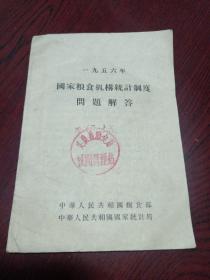 一九五六年
國家粮食机構統計制度
問題解答
中華人民共和國粮食部
中華人民共和國國家統計局